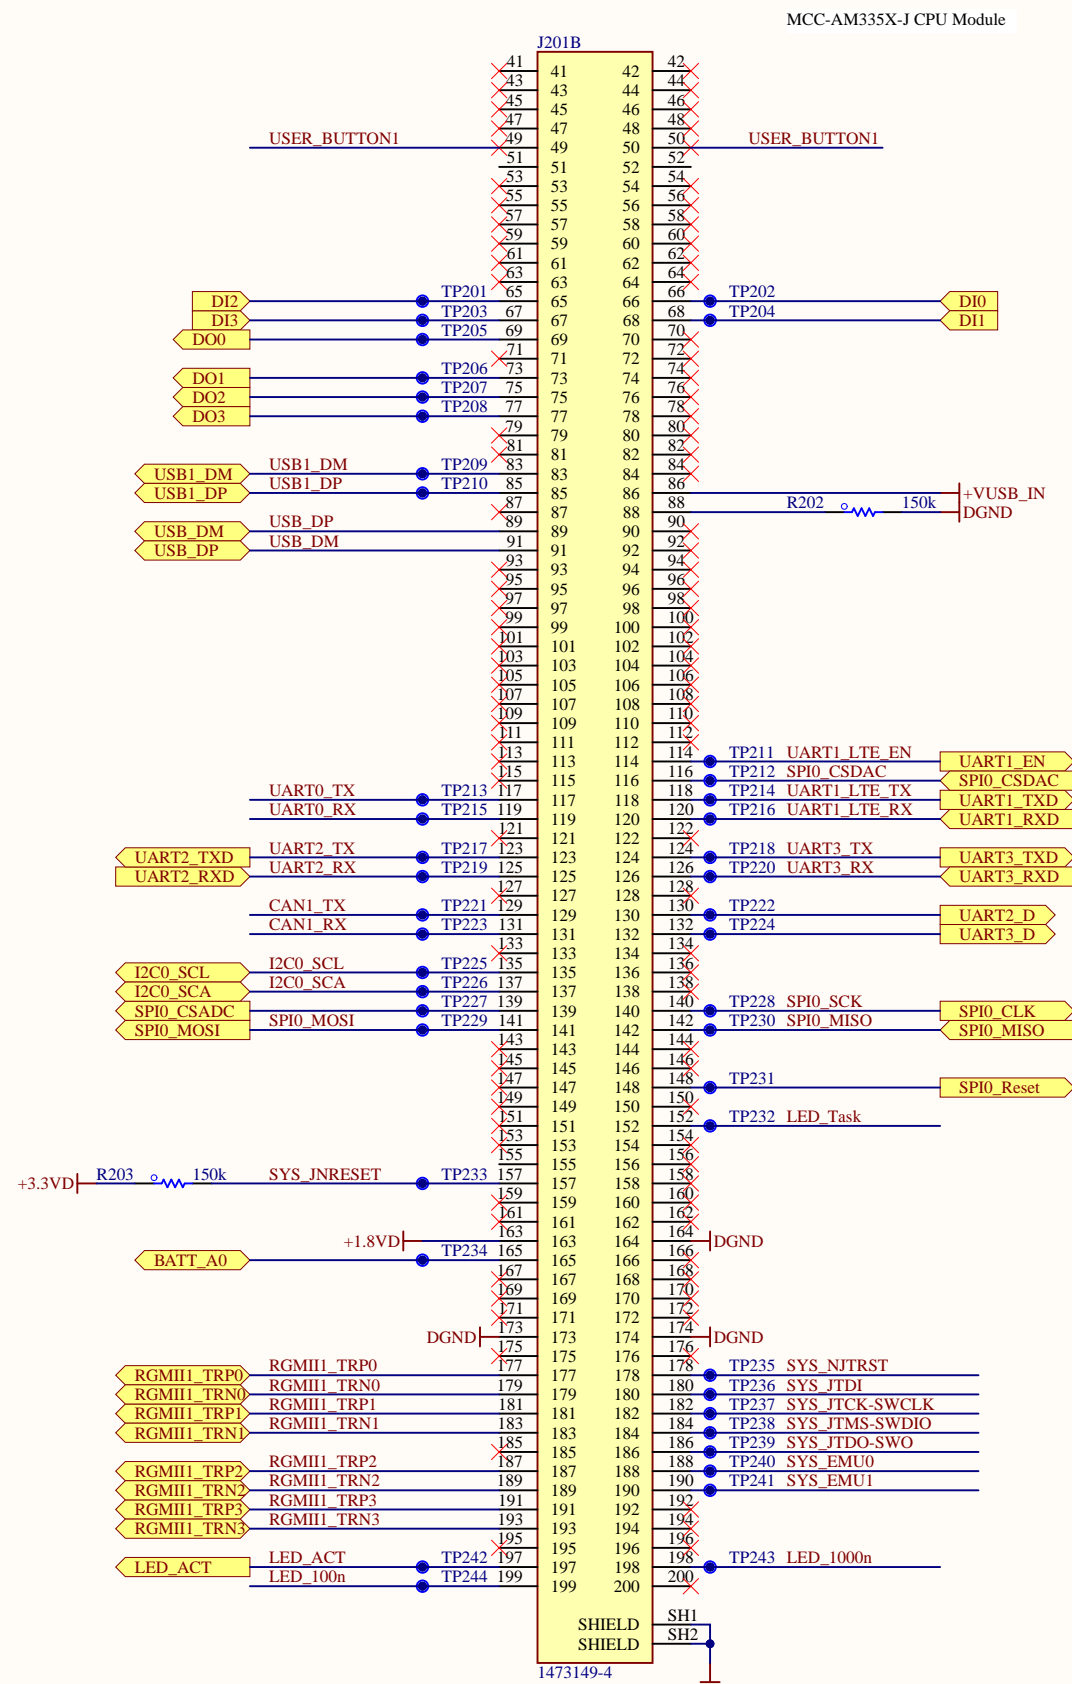 MCC-AM335X-J CPU Module
J201B
41 41 42 42
43 43 44 44
45 45 46 46
47 47 48 48
USER_BUTTON1 49 49 50 50 USER_BUTTON1
51 51 52 52
53 53 54 54
55 55 56 56
57 57 58 58
59 59 60 60
61 61 62 62
63 63 64 64
DI2 TP201 65 65 66 66 TP202 DI0
DI3 TP203 67 67 68 68 TP204 DI1
DO0 TP205 69 69 70 70
71 71 72 72
DO1 TP206 73 73 74 74
DO2 TP207 75 75 76 76
DO3 TP208 77 77 78 78
79 79 80 80
81 81 82 82
USB1_DM USB1_DM TP209 83 83 84 84
USB1_DP USB1_DP TP210 85 85 86 86 +VUSB_IN
87 87 88 88 R202 150k DGND
USB_DM USB_DP 89 89 90 90
USB_DP USB_DM 91 91 92 92
93 93 94 94
95 95 96 96
97 97 98 98
99 99 100 100
101 101 102 102
103 103 104 104
105 105 106 106
107 107 108 108
109 109 110 110
111 111 112 112
113 113 114 114 TP211 UART1_LTE_EN UART1_EN
115 115 116 116 TP212 SPI0_CSDAC SPI0_CSDAC
UART0_TX TP213 117 117 118 118 TP214 UART1_LTE_TX UART1_TXD
UART0_RX TP215 119 119 120 120 TP216 UART1_LTE_RX UART1_RXD
121 121 122 122
UART2_TXD UART2_TX TP217 123 123 124 124 TP218 UART3_TX UART3_TXD
UART2_RXD UART2_RX TP219 125 125 126 126 TP220 UART3_RX UART3_RXD
127 127 128 128
CAN1_TX TP221 129 129 130 130 TP222 UART2_D
CAN1_RX TP223 131 131 132 132 TP224 UART3_D
133 133 134 134
I2C0_SCL I2C0_SCL TP225 135 135 136 136
I2C0_SCA I2C0_SCA TP226 137 137 138 138
SPI0_CSADC TP227 139 139 140 140 TP228 SPI0_SCK SPI0_CLK
SPI0_MOSI SPI0_MOSI TP229 141 141 142 142 TP230 SPI0_MISO SPI0_MISO
143 143 144 144
145 145 146 146
147 147 148 148 TP231 SPI0_Reset
149 149 150 150
151 151 152 152 TP232 LED_Task
153 153 154 154
155 155 156 156
+3.3VD R203 150k SYS_JNRESET TP233 157 157 158 158
159 159 160 160
161 161 162 162
+1.8VD 163 163 164 164 DGND
BATT_A0 TP234 165 165 166 166
167 167 168 168
169 169 170 170
171 171 172 172
DGND 173 173 174 174 DGND
175 175 176 176
RGMII1_TRP0 RGMII1_TRP0 177 177 178 178 TP235 SYS_NJTRST
RGMII1_TRN0 RGMII1_TRN0 179 179 180 180 TP236 SYS_JTDI
RGMII1_TRP1 RGMII1_TRP1 181 181 182 182 TP237 SYS_JTCK-SWCLK
RGMII1_TRN1 RGMII1_TRN1 183 183 184 184 TP238 SYS_JTMS-SWDIO
185 185 186 186 TP239 SYS_JTDO-SWO
RGMII1_TRP2 RGMII1_TRP2 187 187 188 188 TP240 SYS_EMU0
RGMII1_TRN2 RGMII1_TRN2 189 189 190 190 TP241 SYS_EMU1
RGMII1_TRP3 RGMII1_TRP3 191 191 192 192
RGMII1_TRN3 RGMII1_TRN3 193 193 194 194
195 195 196 196
LED_ACT LED_ACT TP242 197 197 198 198 TP243 LED_1000n
LED_100n TP244 199 199 200 200
SHIELD SH1
SHIELD SH2
1473149-4